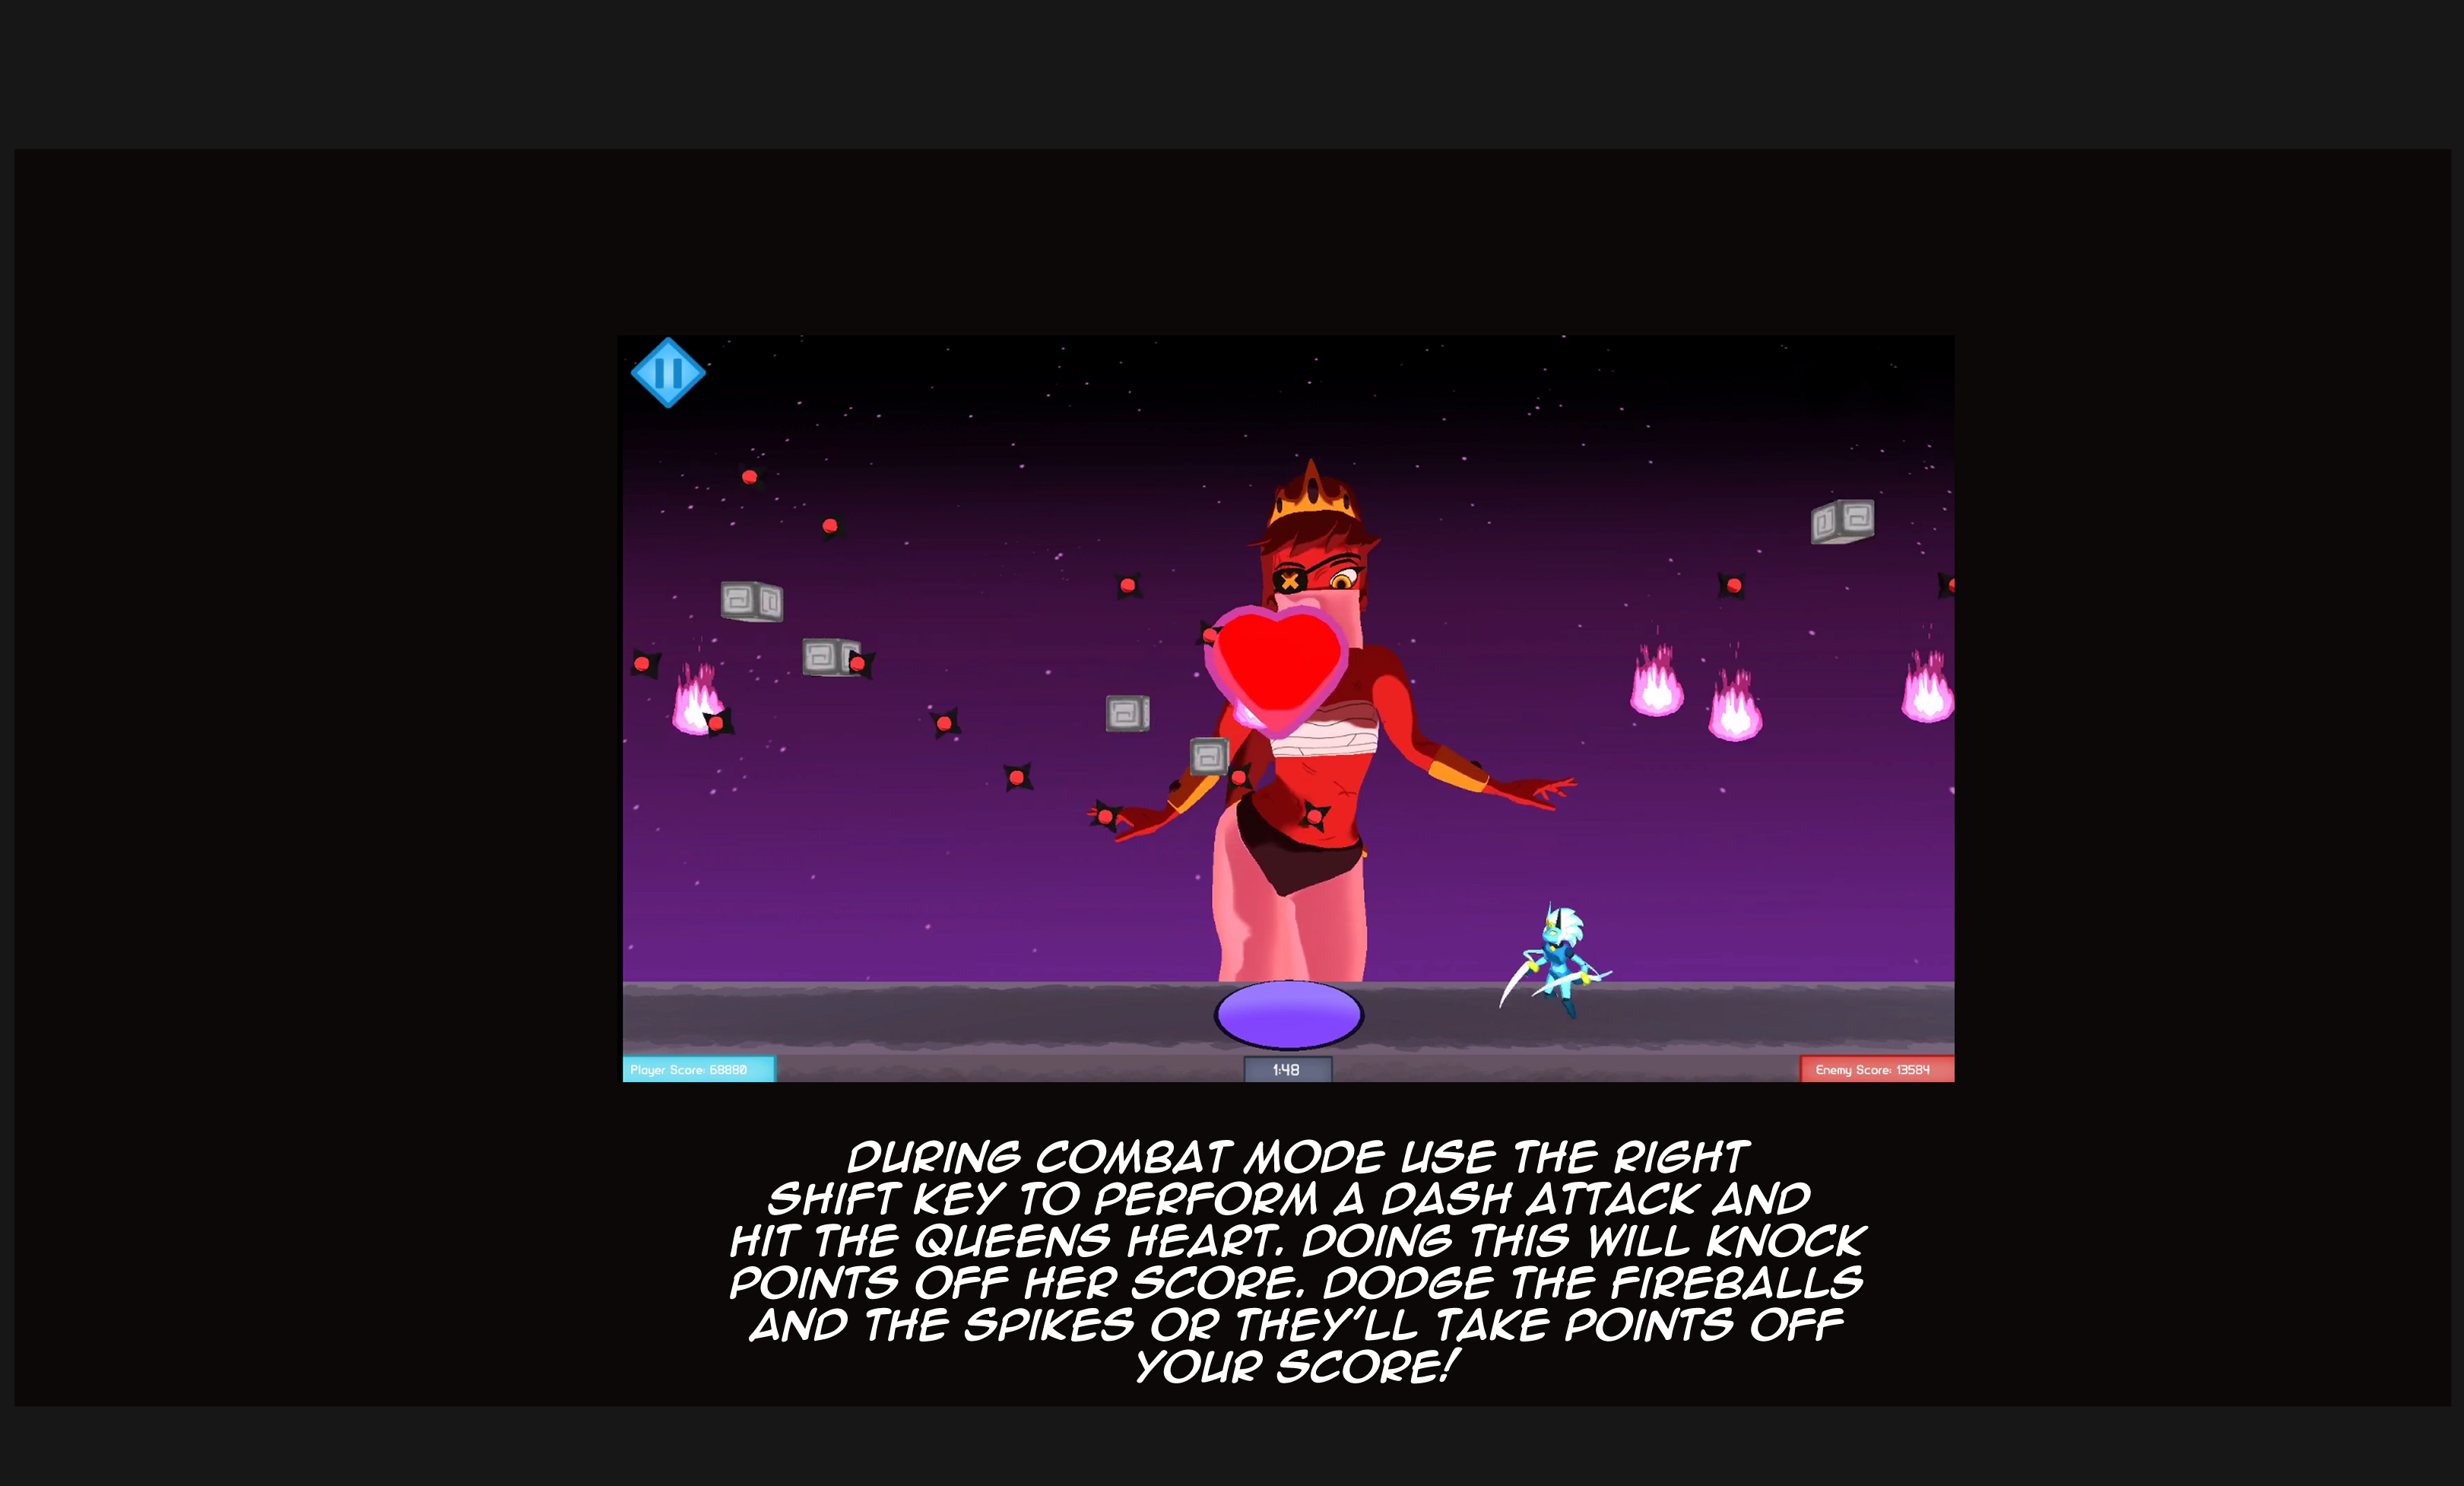 Player Score: 68880
1:48
Enemy Score: 13584
DURING COMBAT MODE USE THE RIGHT
SHIFT KEY TO PERFORM A DASH ATTACK AND
HIT THE QUEENS HEART. DOING THIS WILL KNOCK
POINTS OFF HER SCORE. DODGE THE FIREBALLS
AND THE SPIKES OR THEY'LL TAKE POINTS OFF
YOUR SCORE!